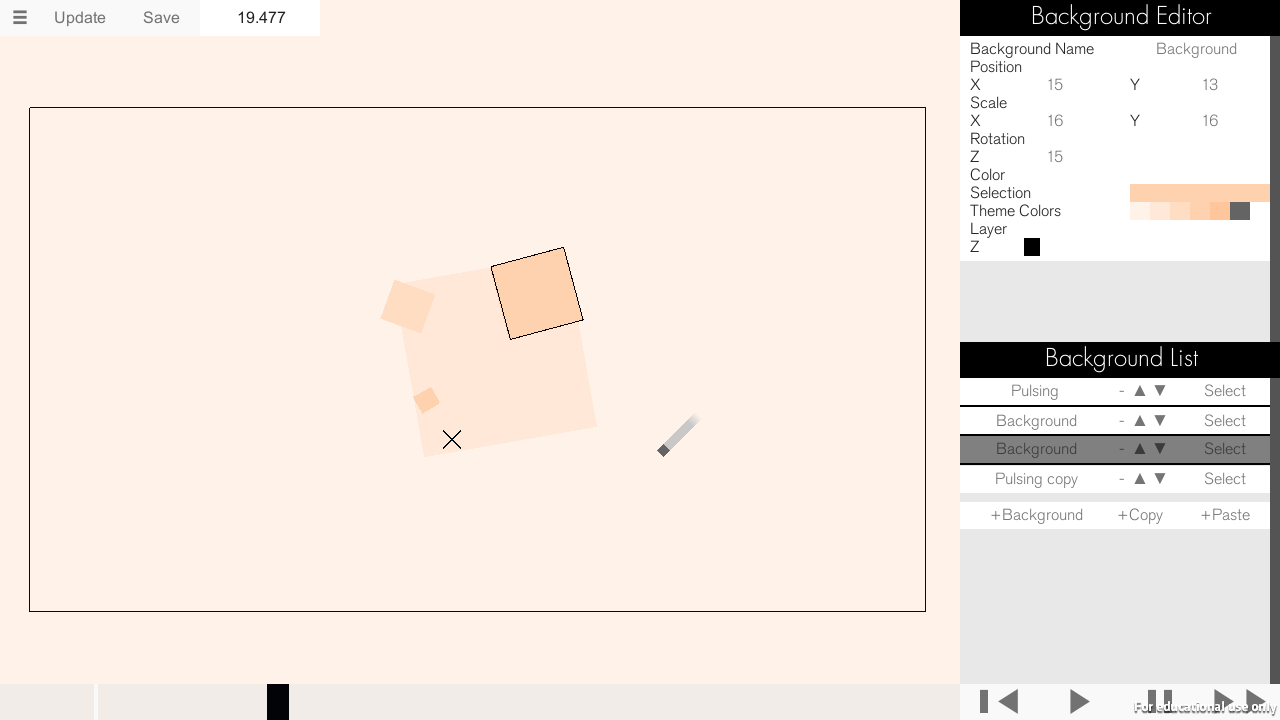 ☰ Update Save 19.477
Background Editor
Background Name Background
Position
X 15 Y 13
Scale
X 16 Y 16
Rotation
Z 15
Color
Selection
Theme Colors
Layer
Z
Background List
Pulsing - ▲ ▼ Select
Background - ▲ ▼ Select
Background - ▲ ▼ Select
Pulsing copy - ▲ ▼ Select
+Background +Copy +Paste
For educational use only